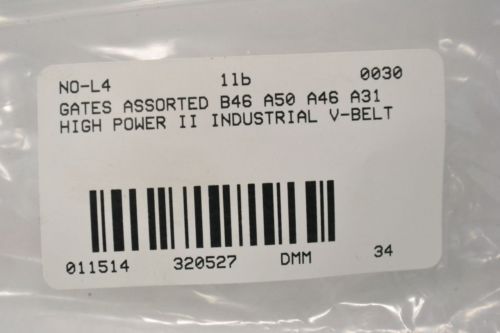 NO-L4 1lb 0030
GATES ASSORTED B46 A50 A46 A31
HIGH POWER II INDUSTRIAL V-BELT
011514 320527 DMM 34